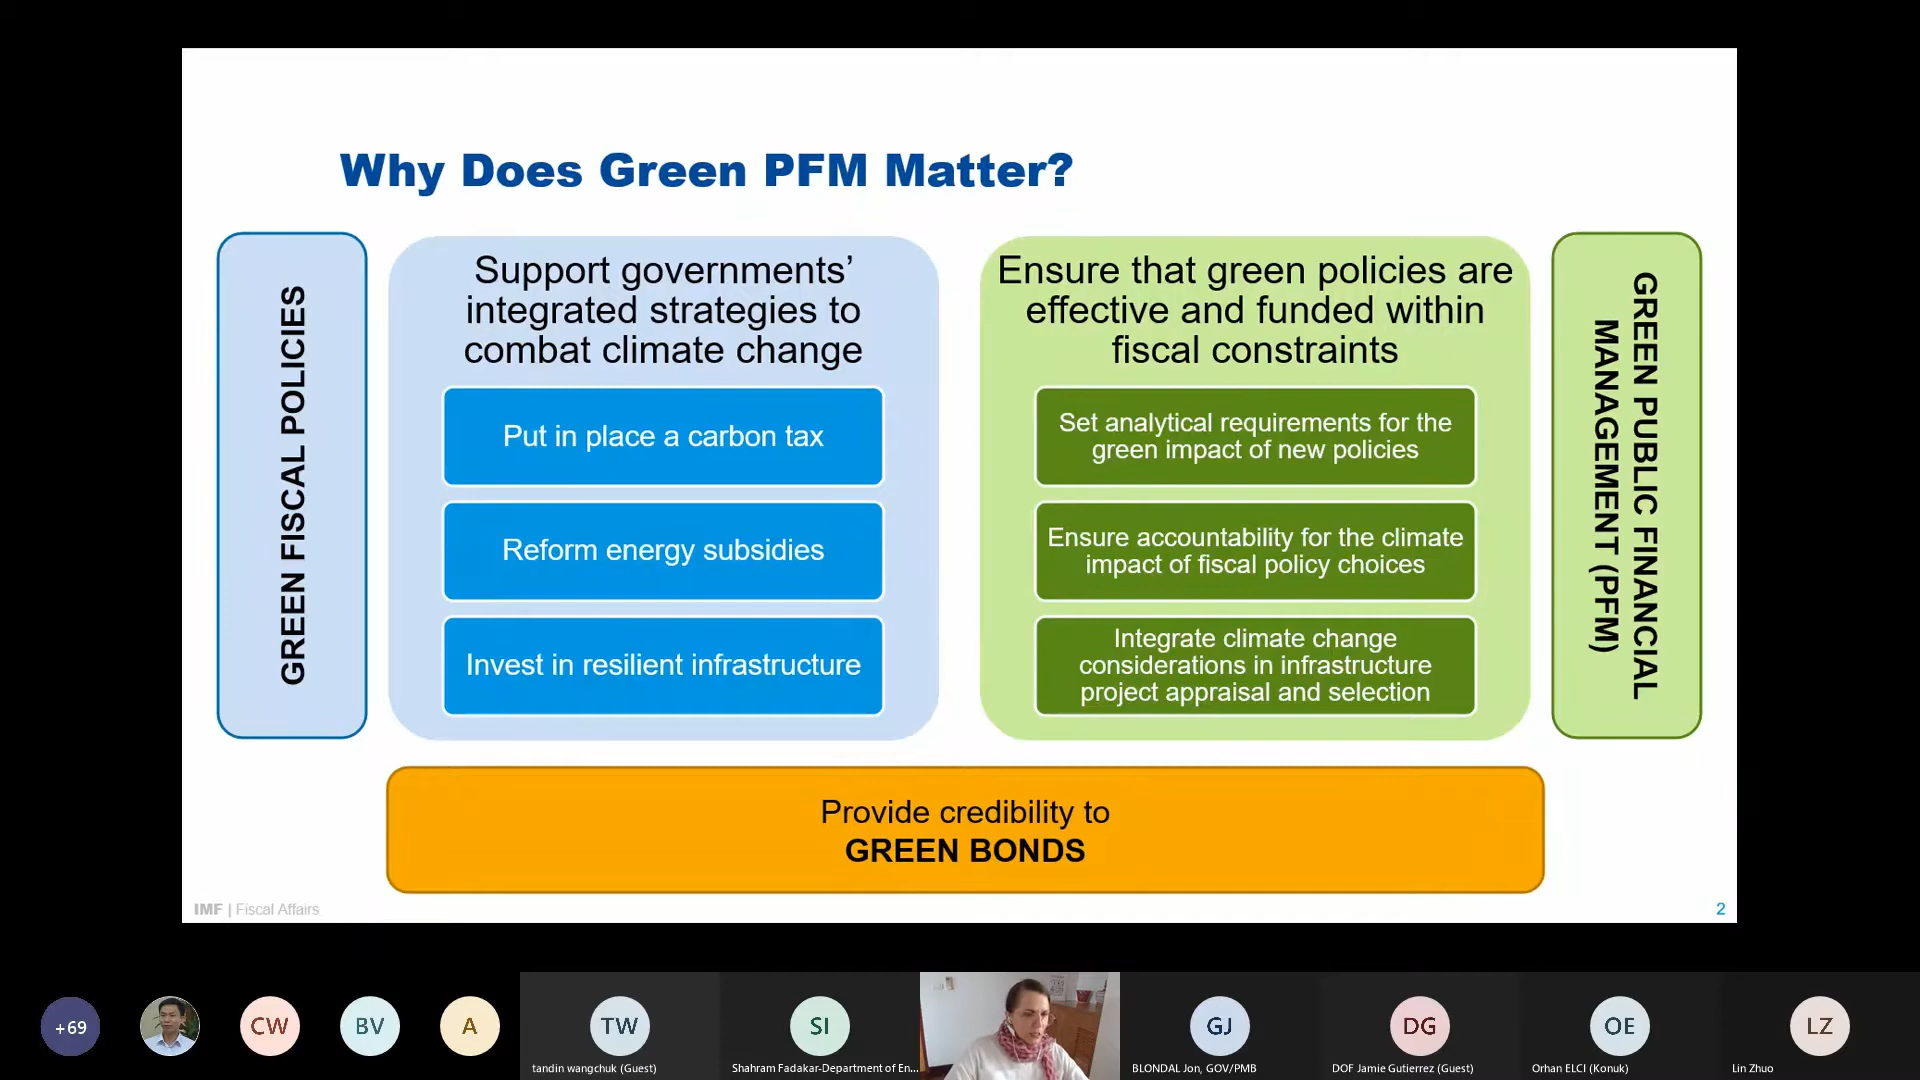 Why Does Green PFM Matter?
GREEN FISCAL POLICIES
Support governments’
integrated strategies to
combat climate change
Put in place a carbon tax
Reform energy subsidies
Invest in resilient infrastructure
Ensure that green policies are
effective and funded within
fiscal constraints
Set analytical requirements for the
green impact of new policies
Ensure accountability for the climate
impact of fiscal policy choices
Integrate climate change
considerations in infrastructure
project appraisal and selection
GREEN PUBLIC FINANCIAL
MANAGEMENT (PFM)
Provide credibility to
GREEN BONDS
IMF | Fiscal Affairs
2
+69
CW
BV
A
TW
tandin wangchuk (Guest)
SI
Shahram Fadakar-Department of En...
GJ
BLONDAL Jon, GOV/PMB
DG
DOF Jamie Gutierrez (Guest)
OE
Orhan ELCI (Konuk)
LZ
Lin Zhuo